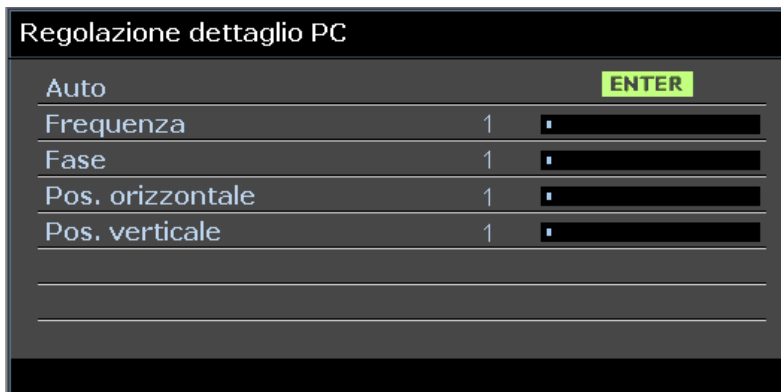 Regolazione dettaglio PC
Auto ENTER
Frequenza 1
Fase 1
Pos. orizzontale 1
Pos. verticale 1